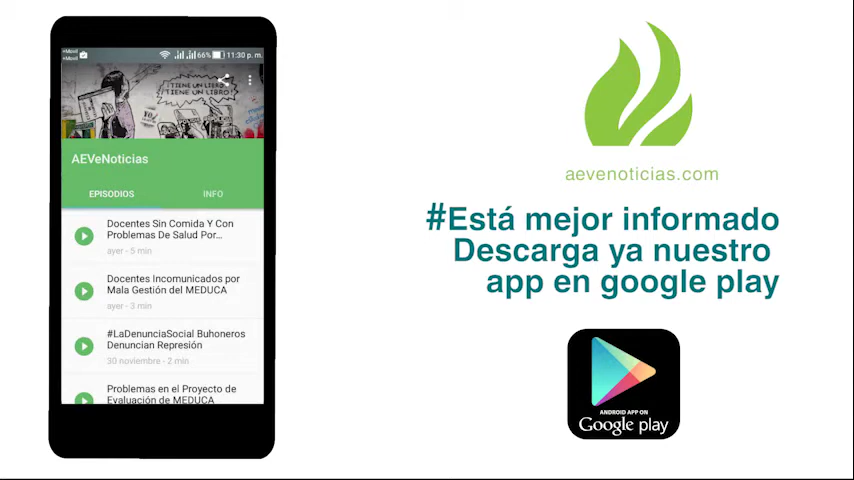 +Movil
+Movil
66%
11:30 p. m.
¡TIENE UN LIBRO,
TIENE UN LIBRO!
AEVeNoticias
EPISODIOS INFO
Docentes Sin Comida Y Con
Problemas De Salud Por...
ayer - 5 min
Docentes Incomunicados por
Mala Gestión del MEDUCA
ayer - 3 min
#LaDenunciaSocial Buhoneros
Denuncian Represión
30 noviembre - 2 min
Problemas en el Proyecto de
Evaluación de MEDUCA
aevenoticias.com
#Está mejor informado
Descarga ya nuestro
app en google play
ANDROID APP ON
Google play